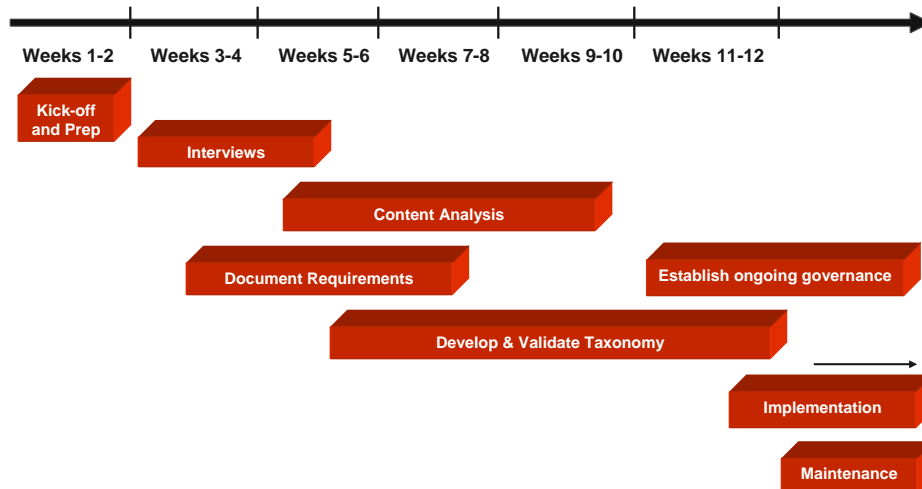 Weeks 1-2 Weeks 3-4 Weeks 5-6 Weeks 7-8 Weeks 9-10 Weeks 11-12
Kick-off
and Prep
Interviews
Content Analysis
Document Requirements
Establish ongoing governance
Develop & Validate Taxonomy
Implementation
Maintenance